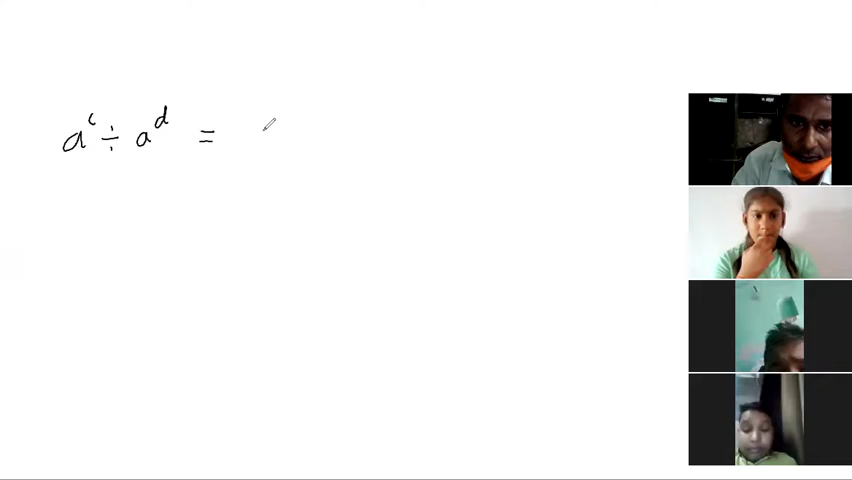 a^c ÷ a^d =